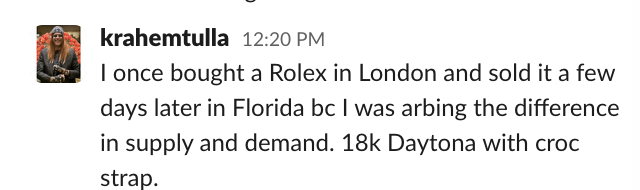 krahemtulla 12:20 PM
I once bought a Rolex in London and sold it a few
days later in Florida bc I was arbing the difference
in supply and demand. 18k Daytona with croc
strap.